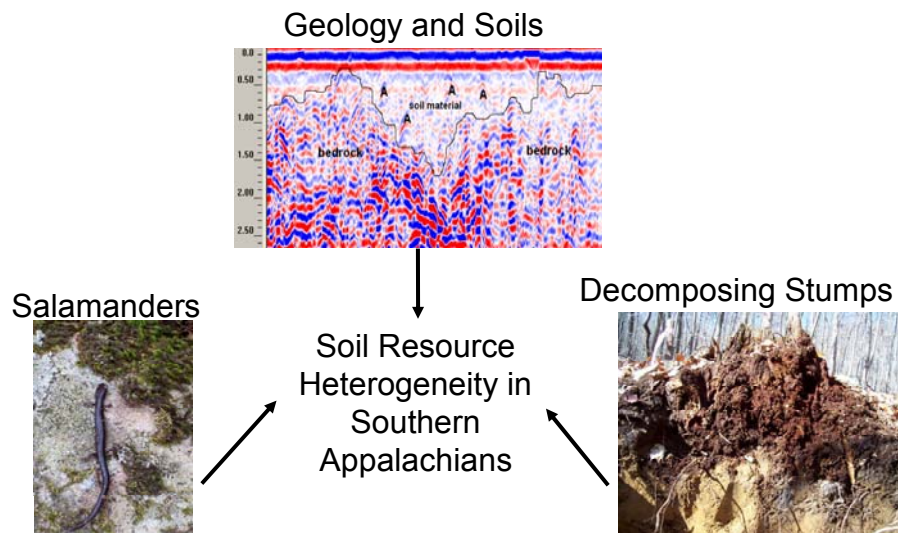 Geology and Soils
0.0
0.50
1.00
1.50
2.00
2.50
A
A
A
soil material
A
bedrock
bedrock
Salamanders
Decomposing Stumps
Soil Resource
Heterogeneity in
Southern
Appalachians